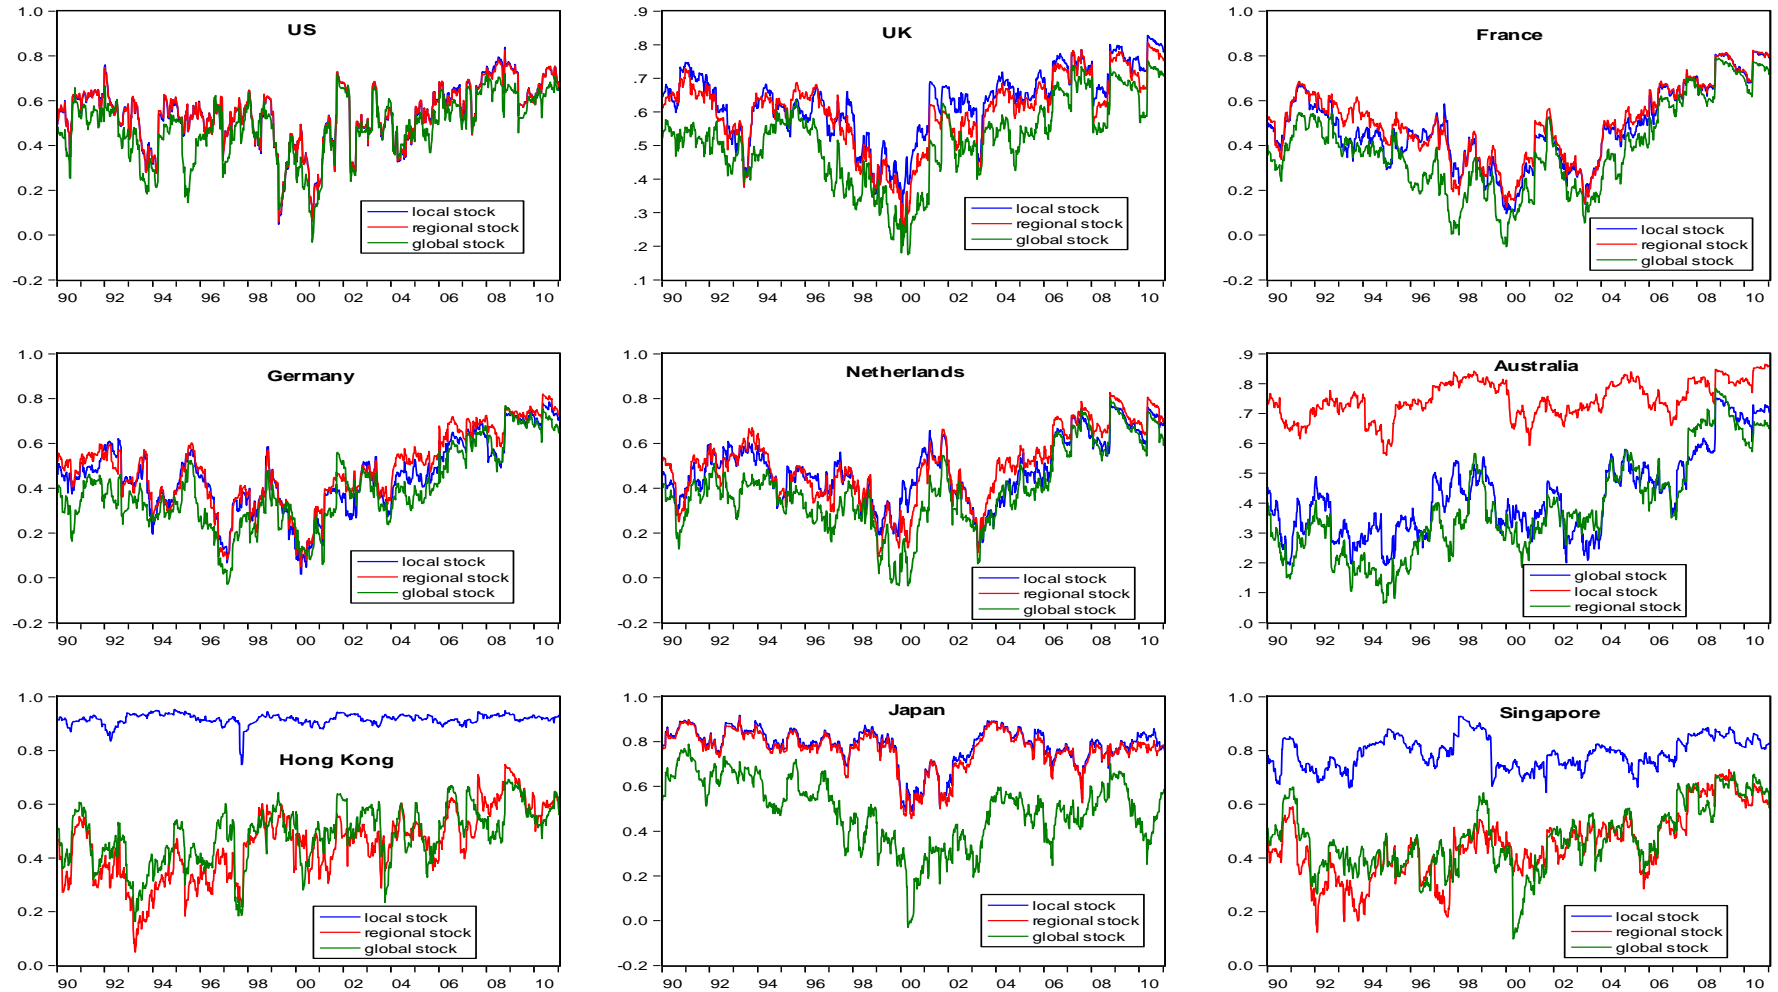 US
1.0
0.8
0.6
0.4
0.2
0.0
-0.2
local stock
regional stock
global stock
90 92 94 96 98 00 02 04 06 08 10
UK
.9
.8
.7
.6
.5
.4
.3
.2
.1
local stock
regional stock
global stock
90 92 94 96 98 00 02 04 06 08 10
France
1.0
0.8
0.6
0.4
0.2
0.0
-0.2
local stock
regional stock
global stock
90 92 94 96 98 00 02 04 06 08 10
Germany
1.0
0.8
0.6
0.4
0.2
0.0
-0.2
local stock
regional stock
global stock
90 92 94 96 98 00 02 04 06 08 10
Netherlands
1.0
0.8
0.6
0.4
0.2
0.0
-0.2
local stock
regional stock
global stock
90 92 94 96 98 00 02 04 06 08 10
Australia
.9
.8
.7
.6
.5
.4
.3
.2
.1
.0
global stock
local stock
regional stock
90 92 94 96 98 00 02 04 06 08 10
Hong Kong
1.0
0.8
0.6
0.4
0.2
0.0
local stock
regional stock
global stock
90 92 94 96 98 00 02 04 06 08 10
Japan
1.0
0.8
0.6
0.4
0.2
0.0
-0.2
local stock
regional stock
global stock
90 92 94 96 98 00 02 04 06 08 10
Singapore
1.0
0.8
0.6
0.4
0.2
0.0
local stock
regional stock
global stock
90 92 94 96 98 00 02 04 06 08 10